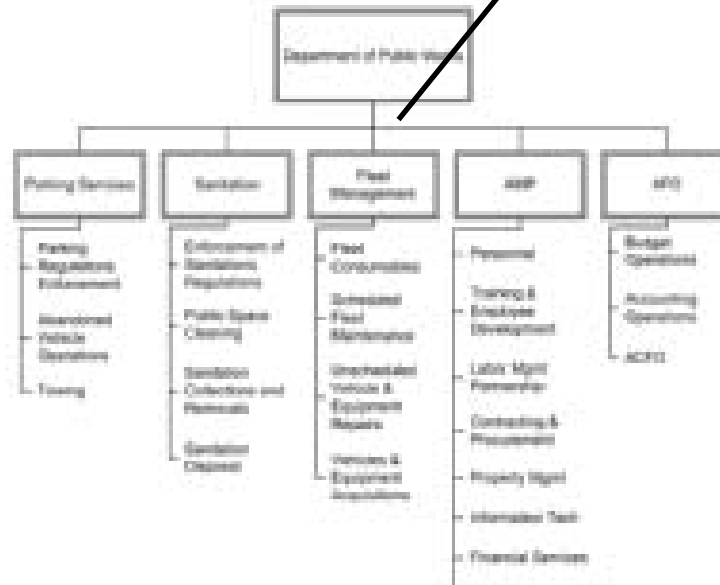 Department of Public Works
Parking Services
Sanitation
Fleet
Management
AMP
AFO
Parking
Regulations
Enforcement
Abandoned
Vehicle
Operations
Towing
Enforcement of
Sanitations
Regulations
Public Space
Cleaning
Sanitation
Collections and
Removals
Sanitation
Disposal
Fleet
Consumables
Scheduled
Fleet
Maintenance
Unscheduled
Vehicle &
Equipment
Repairs
Vehicles &
Equipment
Acquisitions
Personnel
Training &
Employee
Development
Labor Mgmt
Partnership
Contracting &
Procurement
Property Mgmt
Information Tech
Financial Services
Budget
Operations
Accounting
Operations
ACFO